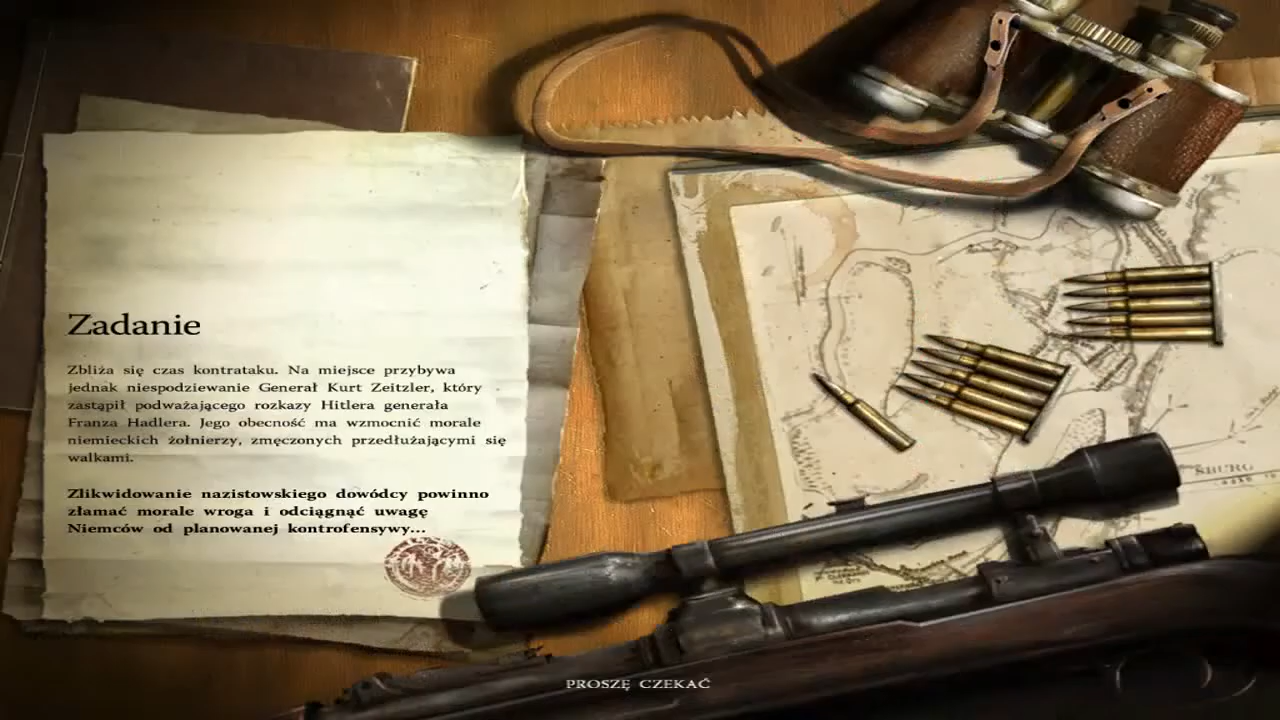 Zadanie
Zbliża się czas kontrataku. Na miejsce przybywa
jednak niespodziewanie Generał Kurt Zeitzler, który
zastąpił podważającego rozkazy Hitlera generała
Franza Hadlera. Jego obecność ma wzmocnić morale
niemieckich żołnierzy, zmęczonych przedłużającymi się
walkami.
Zlikwidowanie nazistowskiego dowódcy powinno
złamać morale wroga i odciągnąć uwagę
Niemców od planowanej kontrofensywy...
PROSZĘ CZEKAĆ